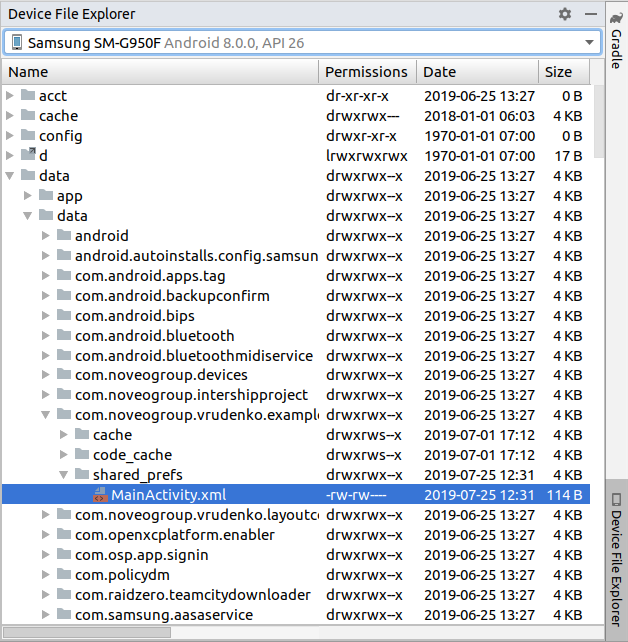 Device File Explorer
Samsung SM-G950F Android 8.0.0, API 26
Name Permissions Date Size
acct dr-xr-xr-x 2019-06-25 13:27 0 B
cache drwxrwx--- 2018-01-01 06:03 4 KB
config drwxr-xr-x 1970-01-01 07:00 0 B
d lrwxrwxrwx 1970-01-01 07:00 17 B
data drwxrwx--x 2019-06-25 13:27 4 KB
app drwxrwx--x 2019-06-25 13:27 4 KB
data drwxrwx--x 2019-06-25 13:27 4 KB
android drwxrwx--x 2019-06-25 13:27 4 KB
android.autoinstalls.config.samsun drwxrwx--x 2019-06-25 13:27 4 KB
com.android.apps.tag drwxrwx--x 2019-06-25 13:27 4 KB
com.android.backupconfirm drwxrwx--x 2019-06-25 13:27 4 KB
com.android.bips drwxrwx--x 2019-06-25 13:27 4 KB
com.android.bluetooth drwxrwx--x 2019-06-25 13:27 4 KB
com.android.bluetoothmidiservice drwxrwx--x 2019-06-25 13:27 4 KB
com.noveogroup.devices drwxrwx--x 2019-06-25 13:27 4 KB
com.noveogroup.intershipproject drwxrwx--x 2019-06-25 13:27 4 KB
com.noveogroup.vrudenko.example drwxrwx--x 2019-06-25 13:27 4 KB
cache drwxrws--x 2019-07-01 17:12 4 KB
code_cache drwxrws--x 2019-07-01 17:12 4 KB
shared_prefs drwxrwx--x 2019-07-25 12:31 4 KB
MainActivity.xml -rw-rw---- 2019-07-25 12:31 114 B
com.noveogroup.vrudenko.layoutco drwxrwx--x 2019-06-25 13:27 4 KB
com.openxcplatform.enabler drwxrwx--x 2019-06-25 13:27 4 KB
com.osp.app.signin drwxrwx--x 2019-06-25 13:27 4 KB
com.policydm drwxrwx--x 2019-06-25 13:27 4 KB
com.raidzero.teamcitydownloader drwxrwx--x 2019-06-25 13:27 4 KB
com.samsung.aasaservice drwxrwx--x 2019-06-25 13:27 4 KB
Gradle
Device File Explorer